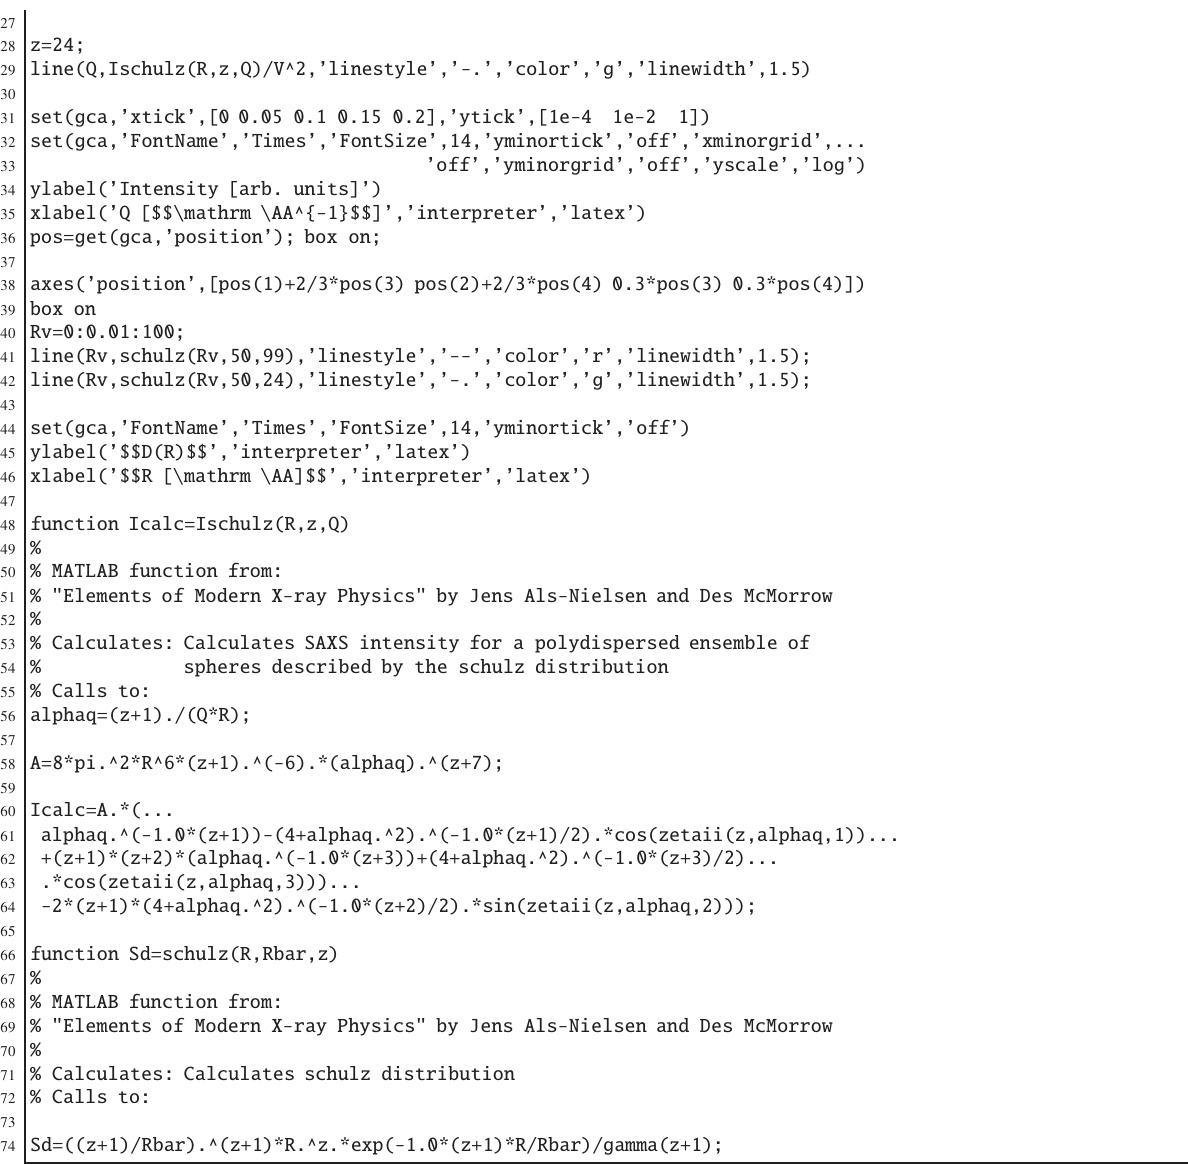 27
28 z=24;
29 line(Q,Ischulz(R,z,Q)/V^2,'linestyle','-.','color','g','linewidth',1.5)
30
31 set(gca,'xtick',[0 0.05 0.1 0.15 0.2],'ytick',[1e-4  1e-2  1])
32 set(gca,'FontName','Times','FontSize',14,'yminortick','off','xminorgrid',...
33                                     'off','yminorgrid','off','yscale','log')
34 ylabel('Intensity [arb. units]')
35 xlabel('Q [$$\mathrm \AA^{-1}$$]','interpreter','latex')
36 pos=get(gca,'position'); box on;
37
38 axes('position',[pos(1)+2/3*pos(3) pos(2)+2/3*pos(4) 0.3*pos(3) 0.3*pos(4)])
39 box on
40 Rv=0:0.01:100;
41 line(Rv,schulz(Rv,50,99),'linestyle','--','color','r','linewidth',1.5);
42 line(Rv,schulz(Rv,50,24),'linestyle','-.','color','g','linewidth',1.5);
43
44 set(gca,'FontName','Times','FontSize',14,'yminortick','off')
45 ylabel('$$D(R)$$','interpreter','latex')
46 xlabel('$$R [\mathrm \AA]$$','interpreter','latex')
47
48 function Icalc=Ischulz(R,z,Q)
49 %
50 % MATLAB function from:
51 % "Elements of Modern X-ray Physics" by Jens Als-Nielsen and Des McMorrow
52 %
53 % Calculates: Calculates SAXS intensity for a polydispersed ensemble of
54 %             spheres described by the schulz distribution
55 % Calls to:
56 alphaq=(z+1)./(Q*R);
57
58 A=8*pi.^2*R^6*(z+1).^(-6).*(alphaq).^(z+7);
59
60 Icalc=A.*(...
61  alphaq.^(-1.0*(z+1))-(4+alphaq.^2).^(-1.0*(z+1)/2).*cos(zetaii(z,alphaq,1))...
62  +(z+1)*(z+2)*(alphaq.^(-1.0*(z+3))+(4+alphaq.^2).^(-1.0*(z+3)/2)...
63  .*cos(zetaii(z,alphaq,3)))...
64  -2*(z+1)*(4+alphaq.^2).^(-1.0*(z+2)/2).*sin(zetaii(z,alphaq,2)));
65
66 function Sd=schulz(R,Rbar,z)
67 %
68 % MATLAB function from:
69 % "Elements of Modern X-ray Physics" by Jens Als-Nielsen and Des McMorrow
70 %
71 % Calculates: Calculates schulz distribution
72 % Calls to:
73
74 Sd=((z+1)/Rbar).^(z+1)*R.^z.*exp(-1.0*(z+1)*R/Rbar)/gamma(z+1);